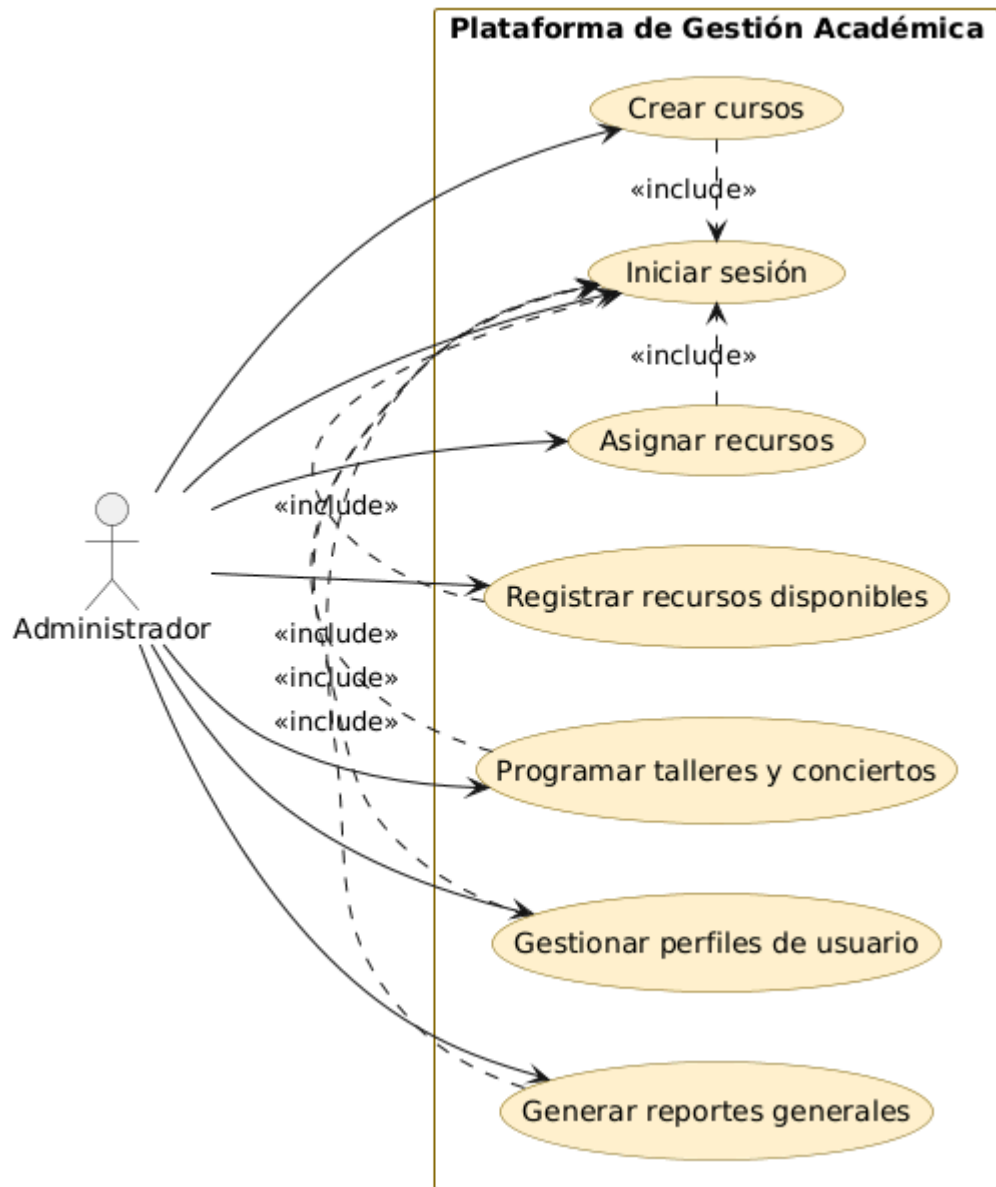 Plataforma de Gestión Académica
Crear cursos
«include»
Iniciar sesión
«include»
Asignar recursos
«include»
Registrar recursos disponibles
Administrador
«include»
«include»
«include»
Programar talleres y conciertos
Gestionar perfiles de usuario
Generar reportes generales